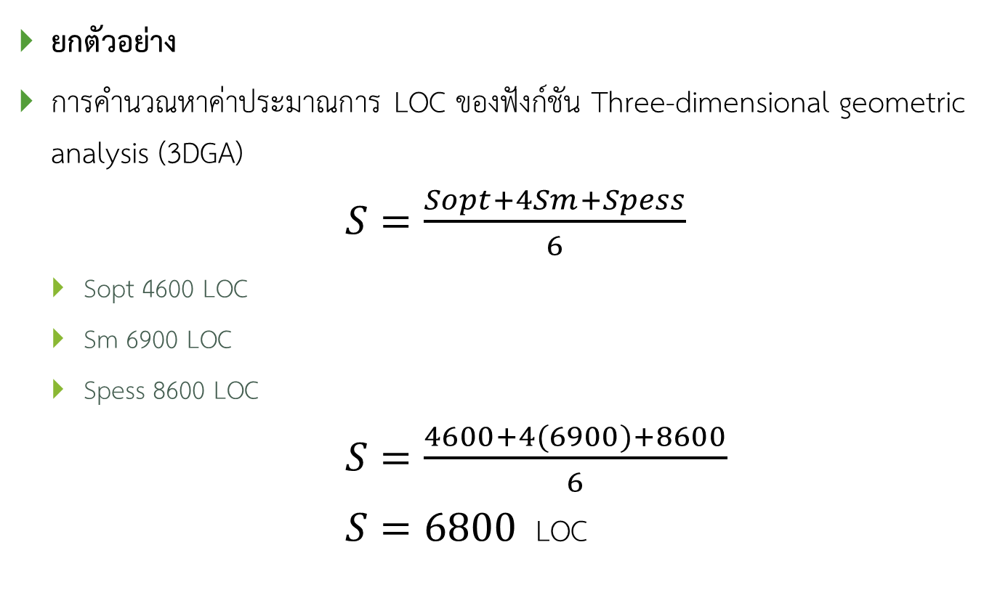 ยกตัวอย่าง
การคำนวณหาค่าประมาณการ LOC ของฟังก์ชัน Three-dimensional geometric
analysis (3DGA)
S = (Sopt+4Sm+Spess)/6
Sopt 4600 LOC
Sm 6900 LOC
Spess 8600 LOC
S = (4600+4(6900)+8600)/6
S = 6800 LOC